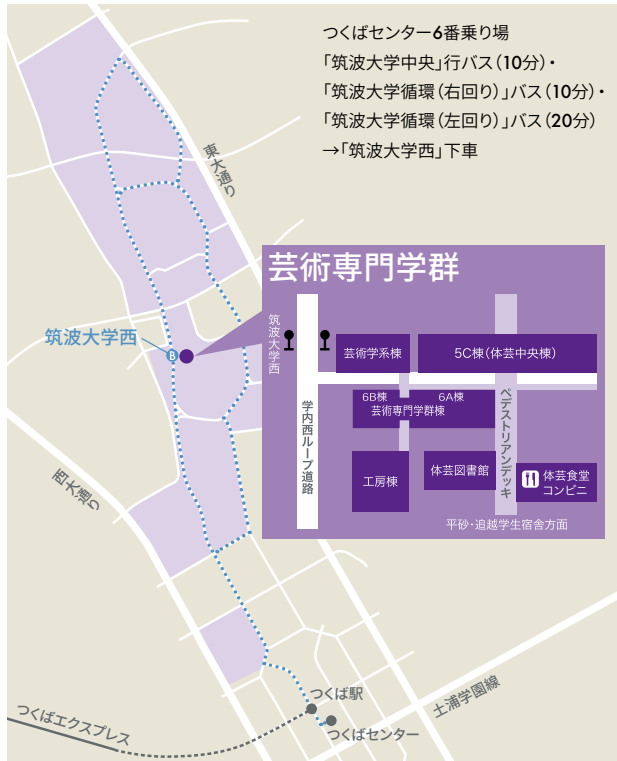 つくばセンター6番乗り場
「筑波大学中央」行バス（10分）・
「筑波大学循環（右回り）」バス（10分）・
「筑波大学循環（左回り）」バス（20分）
→「筑波大学西」下車
東大通り
芸術専門学群
筑波大学西
筑波大学西
B
芸術学系棟
5C棟（体芸中央棟）
学内西ループ道路
6B棟
6A棟
芸術専門学群棟
ペデストリアンデッキ
工房棟
体芸図書館
体芸食堂
コンビニ
平砂・追越学生宿舎方面
西大通り
つくば駅
土浦学園線
つくばエクスプレス
つくばセンター